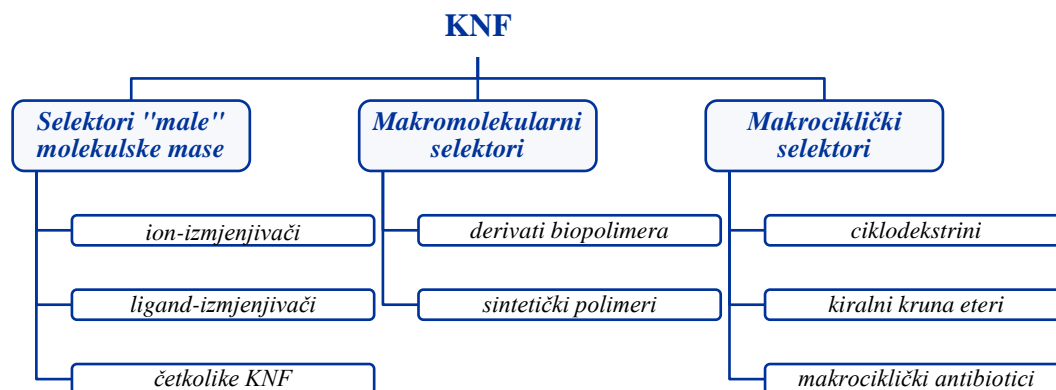 KNF
Selektori "male"
molekulske mase
ion-izmjenjivači
ligand-izmjenjivači
četkolike KNF
Makromolekularni
selektori
derivati biopolimera
sintetički polimeri
Makrociklički
selektori
ciklodekstrini
kiralni kruna eteri
makrociklički antibiotici